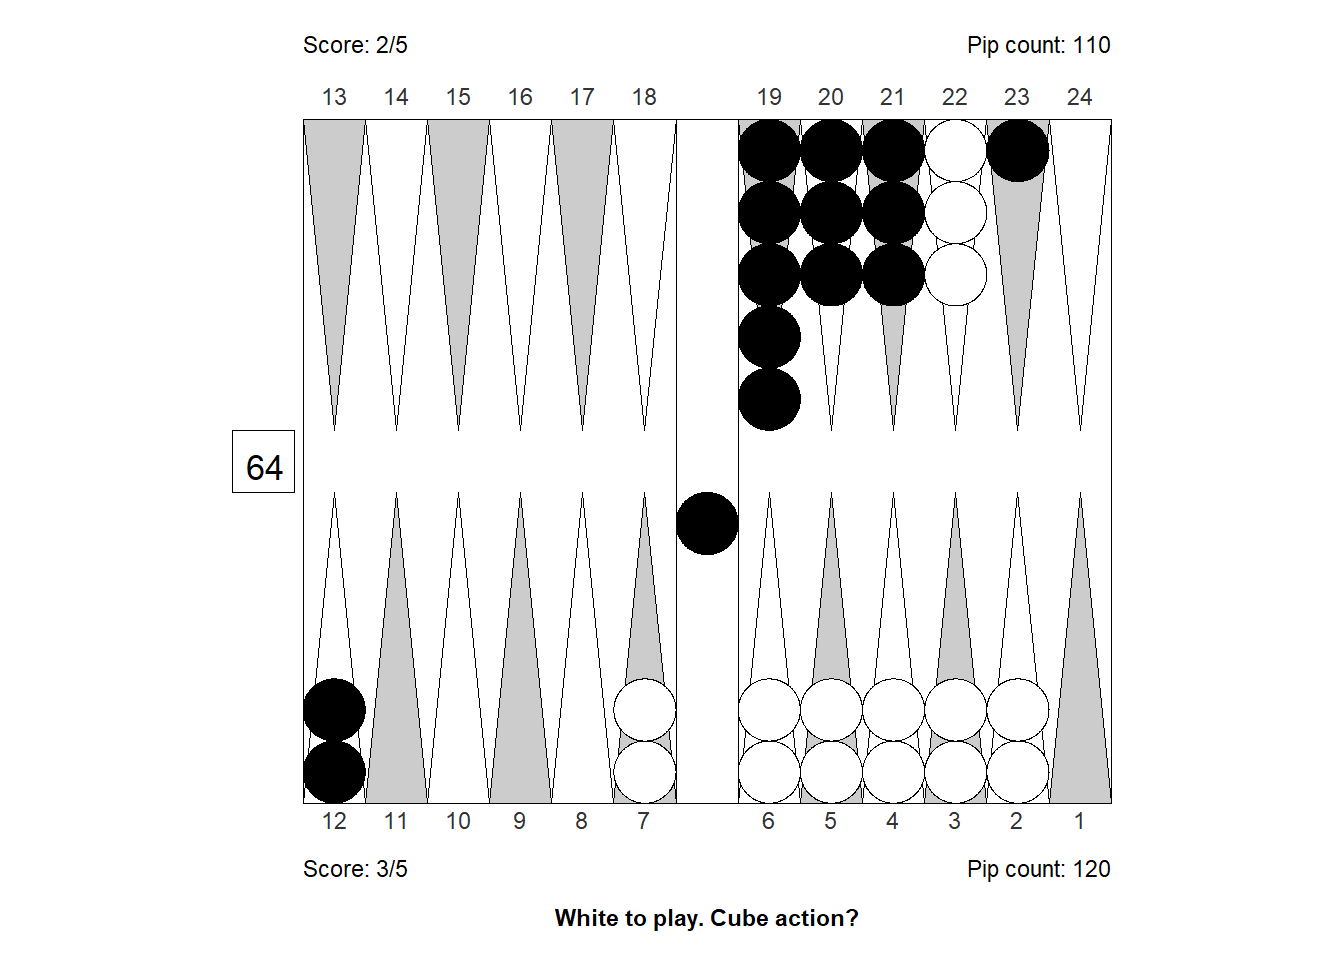 Score: 2/5 Pip count: 110
13 14 15 16 17 18 19 20 21 22 23 24
64
12 11 10 9 8 7 6 5 4 3 2 1
Score: 3/5 Pip count: 120
White to play. Cube action?